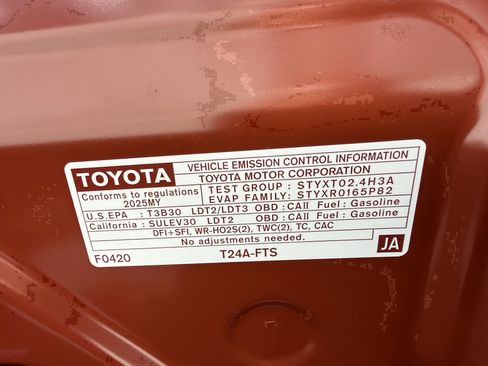 TOYOTA
VEHICLE EMISSION CONTROL INFORMATION
TOYOTA MOTOR CORPORATION
Conforms to regulations
2025MY
TEST GROUP : STYXT02.4H3A
EVAP FAMILY: STYXR0165P82
U.S.EPA : T3B30 LDT2/LDT3 OBD : CAII Fuel : Gasoline
California : SULEV30 LDT2 OBD : CAII Fuel : Gasoline
DFI+SFI, WR-HO2S(2), TWC(2), TC, CAC
No adjustments needed.
F0420 T24A-FTS JA